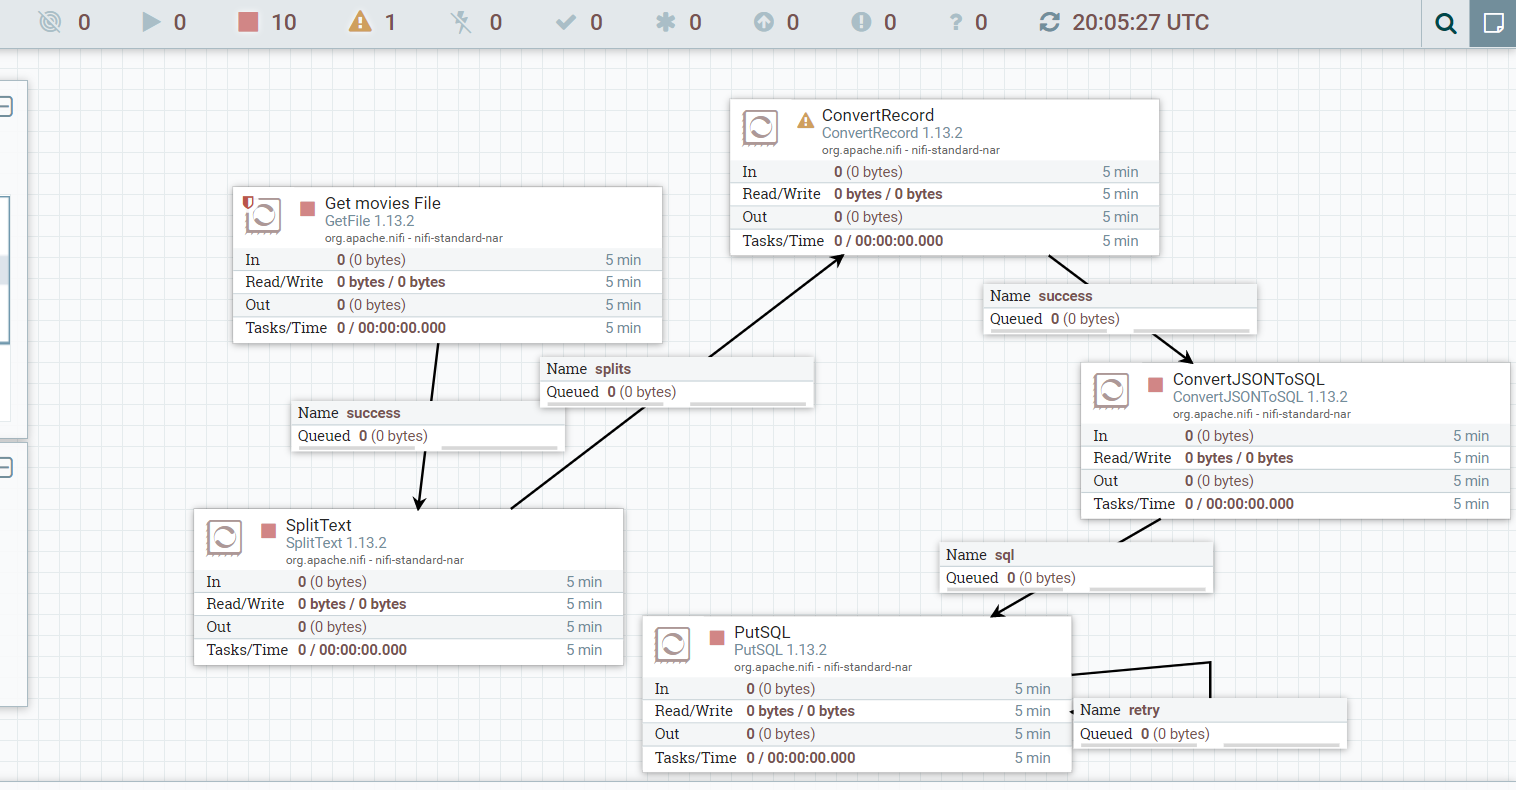 0 0 10 1 0 0 0 0 0 0 20:05:27 UTC
ConvertRecord
ConvertRecord 1.13.2
org.apache.nifi - nifi-standard-nar
In 0 (0 bytes) 5 min
Read/Write 0 bytes / 0 bytes 5 min
Out 0 (0 bytes) 5 min
Tasks/Time 0 / 00:00:00.000 5 min
Get movies File
GetFile 1.13.2
org.apache.nifi - nifi-standard-nar
In 0 (0 bytes) 5 min
Read/Write 0 bytes / 0 bytes 5 min
Out 0 (0 bytes) 5 min
Tasks/Time 0 / 00:00:00.000 5 min
Name success
Queued 0 (0 bytes)
Name splits
Queued 0 (0 bytes)
Name success
Queued 0 (0 bytes)
ConvertJSONToSQL
ConvertJSONToSQL 1.13.2
org.apache.nifi - nifi-standard-nar
In 0 (0 bytes) 5 min
Read/Write 0 bytes / 0 bytes 5 min
Out 0 (0 bytes) 5 min
Tasks/Time 0 / 00:00:00.000 5 min
SplitText
SplitText 1.13.2
org.apache.nifi - nifi-standard-nar
In 0 (0 bytes) 5 min
Read/Write 0 bytes / 0 bytes 5 min
Out 0 (0 bytes) 5 min
Tasks/Time 0 / 00:00:00.000 5 min
Name sql
Queued 0 (0 bytes)
PutSQL
PutSQL 1.13.2
org.apache.nifi - nifi-standard-nar
In 0 (0 bytes) 5 min
Read/Write 0 bytes / 0 bytes 5 min
Out 0 (0 bytes) 5 min
Tasks/Time 0 / 00:00:00.000 5 min
Name retry
Queued 0 (0 bytes)